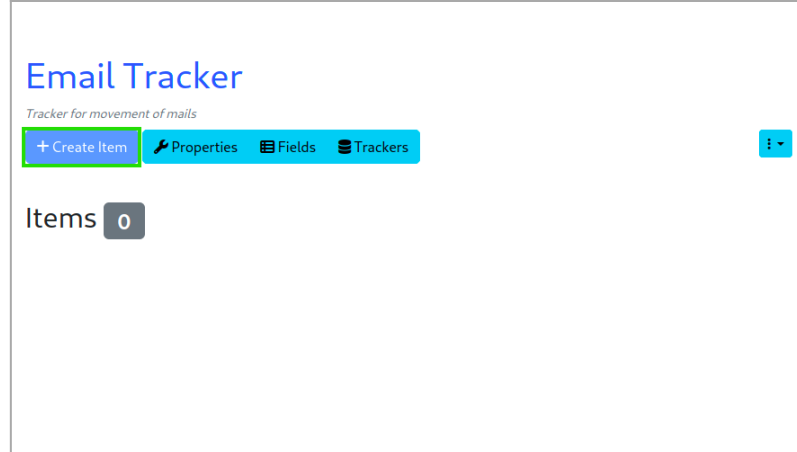 Email Tracker
Tracker for movement of mails
Create Item Properties Fields Trackers
Items 0